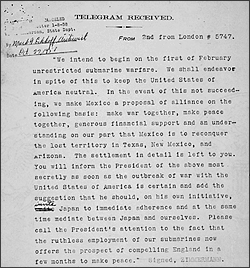 TELEGRAM RECEIVED.
FROM 2nd from London # 5747.
"We intend to begin on the first of February
unrestricted submarine warfare. We shall endeavor
in spite of this to keep the United States of
America neutral. In the event of this not succeed-
ing, we make Mexico a proposal of alliance on the
following basis: make war together, make peace
together, generous financial support and an under-
standing on our part that Mexico is to reconquer
the lost territory in Texas, New Mexico, and
Arizona. The settlement in detail is left to you.
You will inform the President of the above most
secretly as soon as the outbreak of war with the
United States of America is certain and add the
suggestion that he should, on his own initiative,
Japan to immediate adherence and at the same
time mediate between Japan and ourselves. Please
call the President's attention to the fact that
the ruthless employment of our submarines now
offers the prospect of compelling England in a
few months to make peace." Signed, ZIMMERMANN.